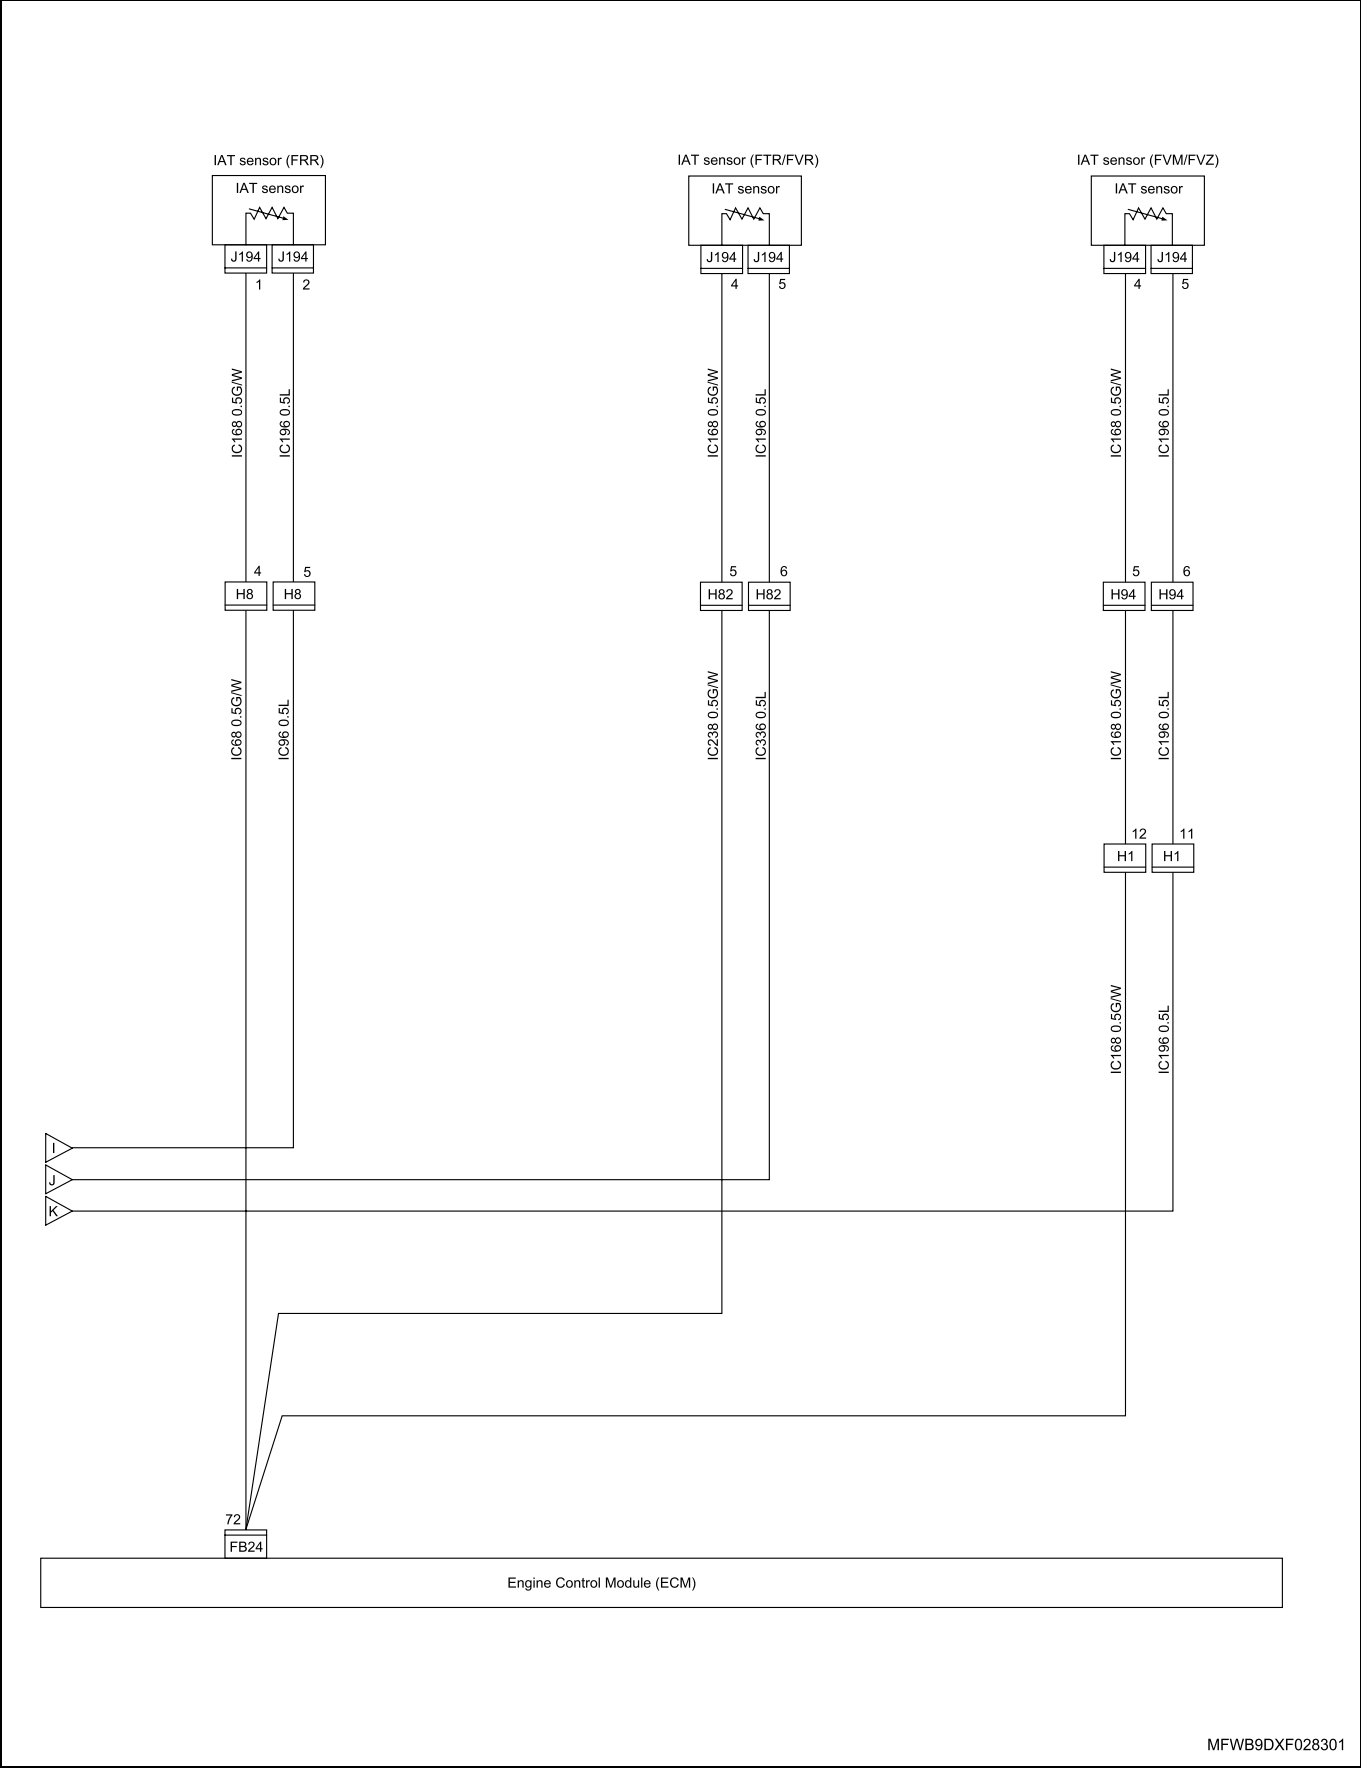 IAT sensor (FRR)
IAT sensor (FTR/FVR)
IAT sensor (FVM/FVZ)
IAT sensor
IAT sensor
IAT sensor
J194
J194
J194
J194
J194
J194
1
2
4
5
4
5
IC168 0.5G/W
IC196 0.5L
IC168 0.5G/W
IC196 0.5L
IC168 0.5G/W
IC196 0.5L
4
5
5
6
5
6
H8
H8
H82
H82
H94
H94
IC68 0.5G/W
IC96 0.5L
IC238 0.5G/W
IC336 0.5L
IC168 0.5G/W
IC196 0.5L
12
11
H1
H1
IC168 0.5G/W
IC196 0.5L
I
J
K
72
FB24
Engine Control Module (ECM)
MFWB9DXF028301